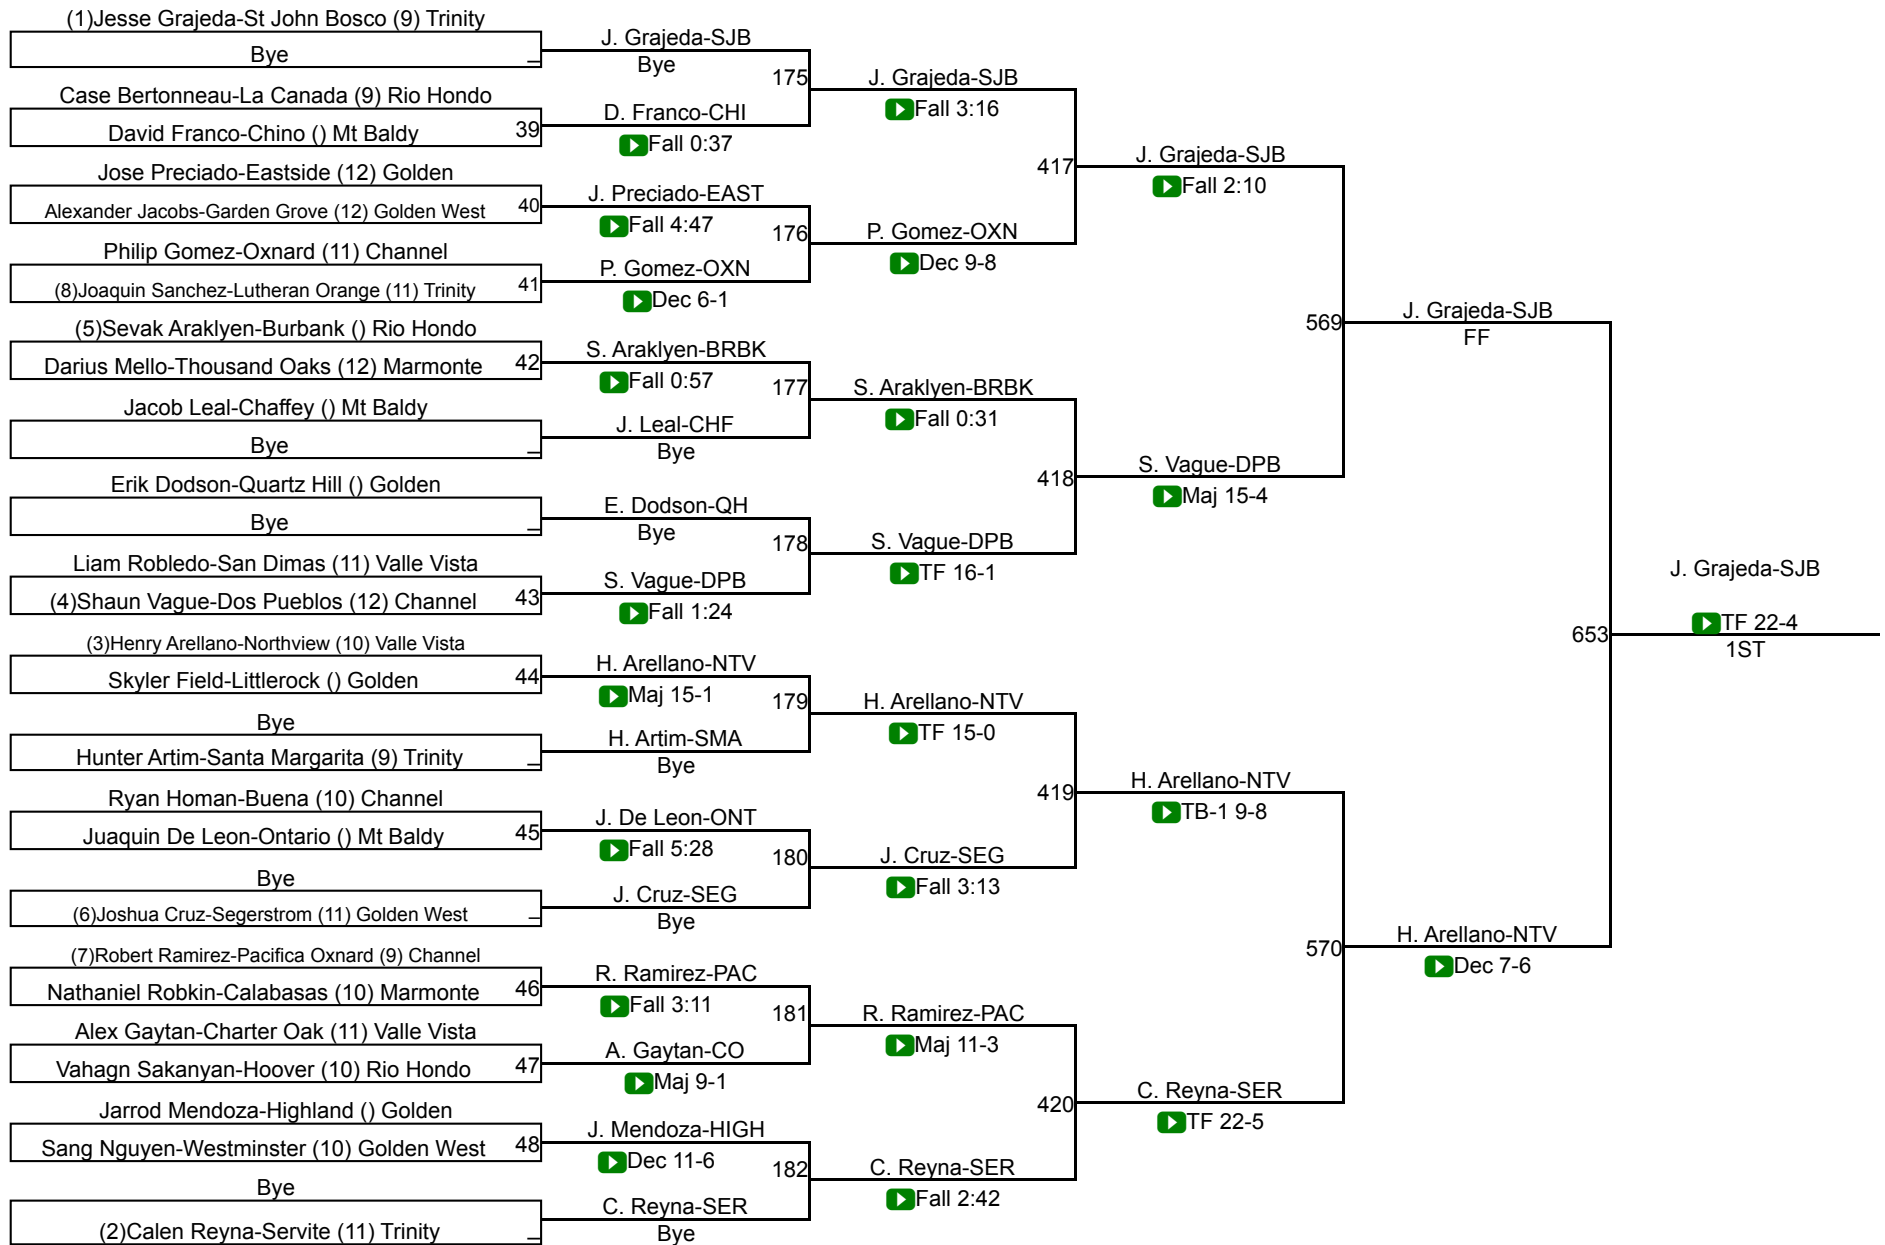 (1)Jesse Grajeda-St John Bosco (9) Trinity
Bye
_
Case Bertonneau-La Canada (9) Rio Hondo
David Franco-Chino () Mt Baldy
39
Jose Preciado-Eastside (12) Golden
Alexander Jacobs-Garden Grove (12) Golden West
40
Philip Gomez-Oxnard (11) Channel
(8)Joaquin Sanchez-Lutheran Orange (11) Trinity
41
(5)Sevak Araklyen-Burbank () Rio Hondo
Darius Mello-Thousand Oaks (12) Marmonte
42
Jacob Leal-Chaffey () Mt Baldy
Bye
_
Erik Dodson-Quartz Hill () Golden
Bye
_
Liam Robledo-San Dimas (11) Valle Vista
(4)Shaun Vague-Dos Pueblos (12) Channel
43
(3)Henry Arellano-Northview (10) Valle Vista
Skyler Field-Littlerock () Golden
44
Bye
Hunter Artim-Santa Margarita (9) Trinity
_
Ryan Homan-Buena (10) Channel
Juaquin De Leon-Ontario () Mt Baldy
45
Bye
(6)Joshua Cruz-Segerstrom (11) Golden West
_
(7)Robert Ramirez-Pacifica Oxnard (9) Channel
Nathaniel Robkin-Calabasas (10) Marmonte
46
Alex Gaytan-Charter Oak (11) Valle Vista
Vahagn Sakanyan-Hoover (10) Rio Hondo
47
Jarrod Mendoza-Highland () Golden
Sang Nguyen-Westminster (10) Golden West
48
Bye
(2)Calen Reyna-Servite (11) Trinity
_
J. Grajeda-SJB
Bye
175
D. Franco-CHI
Fall 0:37
J. Preciado-EAST
Fall 4:47
176
P. Gomez-OXN
Dec 6-1
S. Araklyen-BRBK
Fall 0:57
177
J. Leal-CHF
Bye
E. Dodson-QH
Bye
178
S. Vague-DPB
Fall 1:24
H. Arellano-NTV
Maj 15-1
179
H. Artim-SMA
Bye
J. De Leon-ONT
Fall 5:28
180
J. Cruz-SEG
Bye
R. Ramirez-PAC
Fall 3:11
181
A. Gaytan-CO
Maj 9-1
J. Mendoza-HIGH
Dec 11-6
182
C. Reyna-SER
Bye
J. Grajeda-SJB
Fall 3:16
417
P. Gomez-OXN
Dec 9-8
S. Araklyen-BRBK
Fall 0:31
418
S. Vague-DPB
TF 16-1
H. Arellano-NTV
TF 15-0
419
J. Cruz-SEG
Fall 3:13
R. Ramirez-PAC
Maj 11-3
420
C. Reyna-SER
Fall 2:42
J. Grajeda-SJB
Fall 2:10
569
S. Vague-DPB
Maj 15-4
H. Arellano-NTV
TB-1 9-8
570
C. Reyna-SER
TF 22-5
J. Grajeda-SJB
FF
653
H. Arellano-NTV
Dec 7-6
J. Grajeda-SJB
TF 22-4
1ST